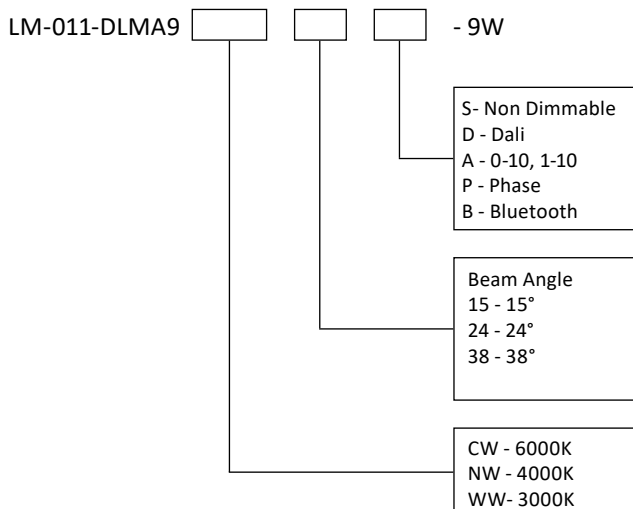 LM-011-DLMA9 - 9W
S- Non Dimmable
D - Dali
A - 0-10, 1-10
P - Phase
B - Bluetooth
Beam Angle
15 - 15°
24 - 24°
38 - 38°
CW - 6000K
NW - 4000K
WW- 3000K